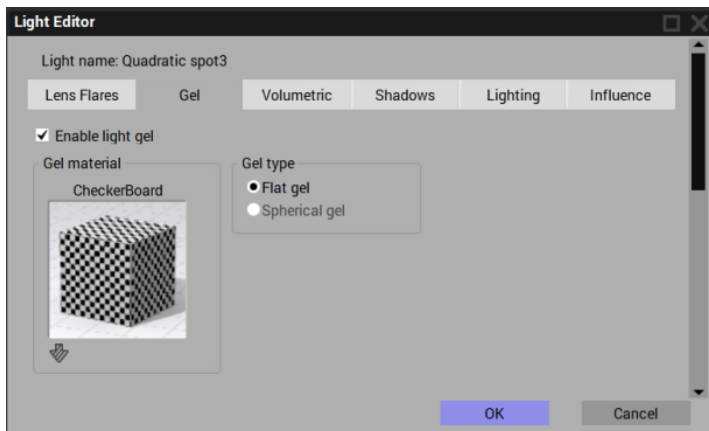 Light Editor
Light name: Quadratic spot3
Lens Flares Gel Volumetric Shadows Lighting Influence
Enable light gel
Gel material
CheckerBoard
Gel type
Flat gel
Spherical gel
OK Cancel